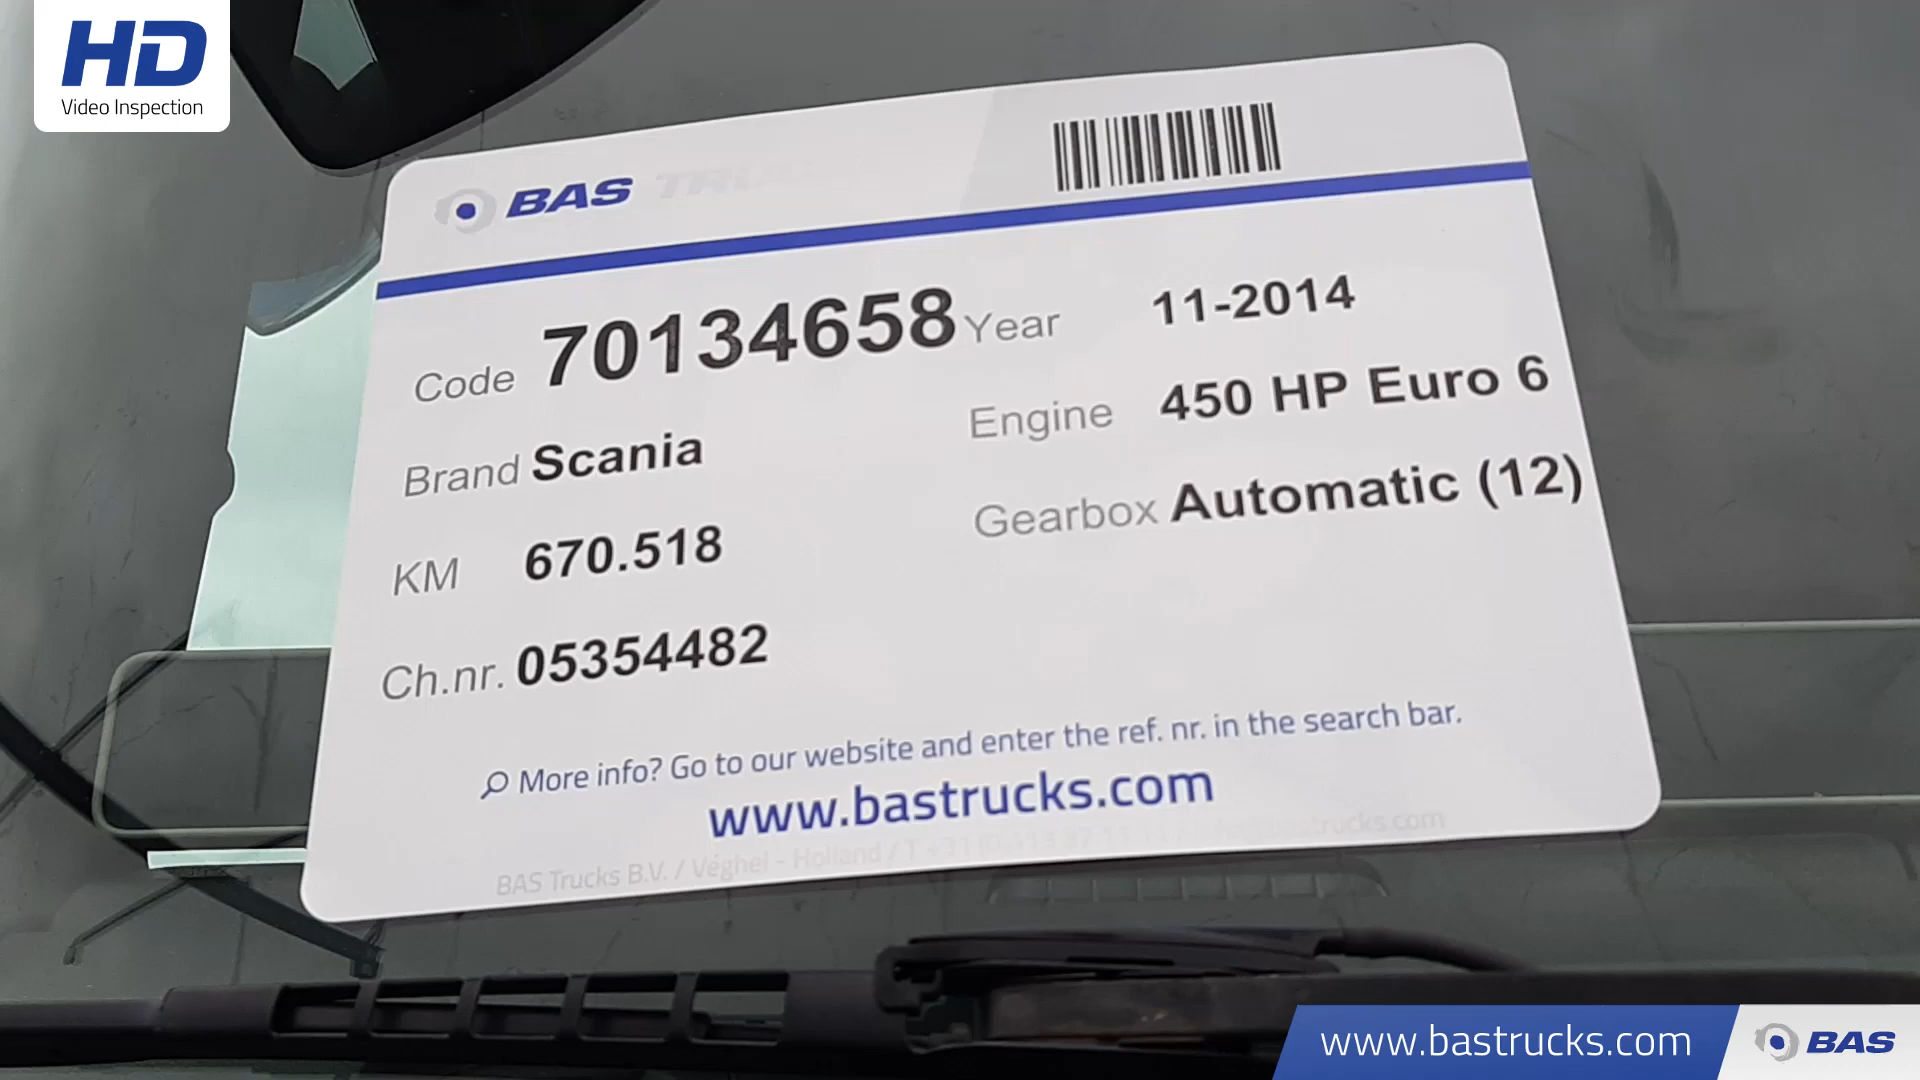 HD
Video Inspection
BAS TRUCKS
Code 70134658
Year 11-2014
Brand Scania
Engine 450 HP Euro 6
KM 670.518
Gearbox Automatic (12)
Ch.nr. 05354482
More info? Go to our website and enter the ref. nr. in the search bar.
www.bastrucks.com
BAS Trucks B.V. / Veghel - Holland / T
www.bastrucks.com
BAS